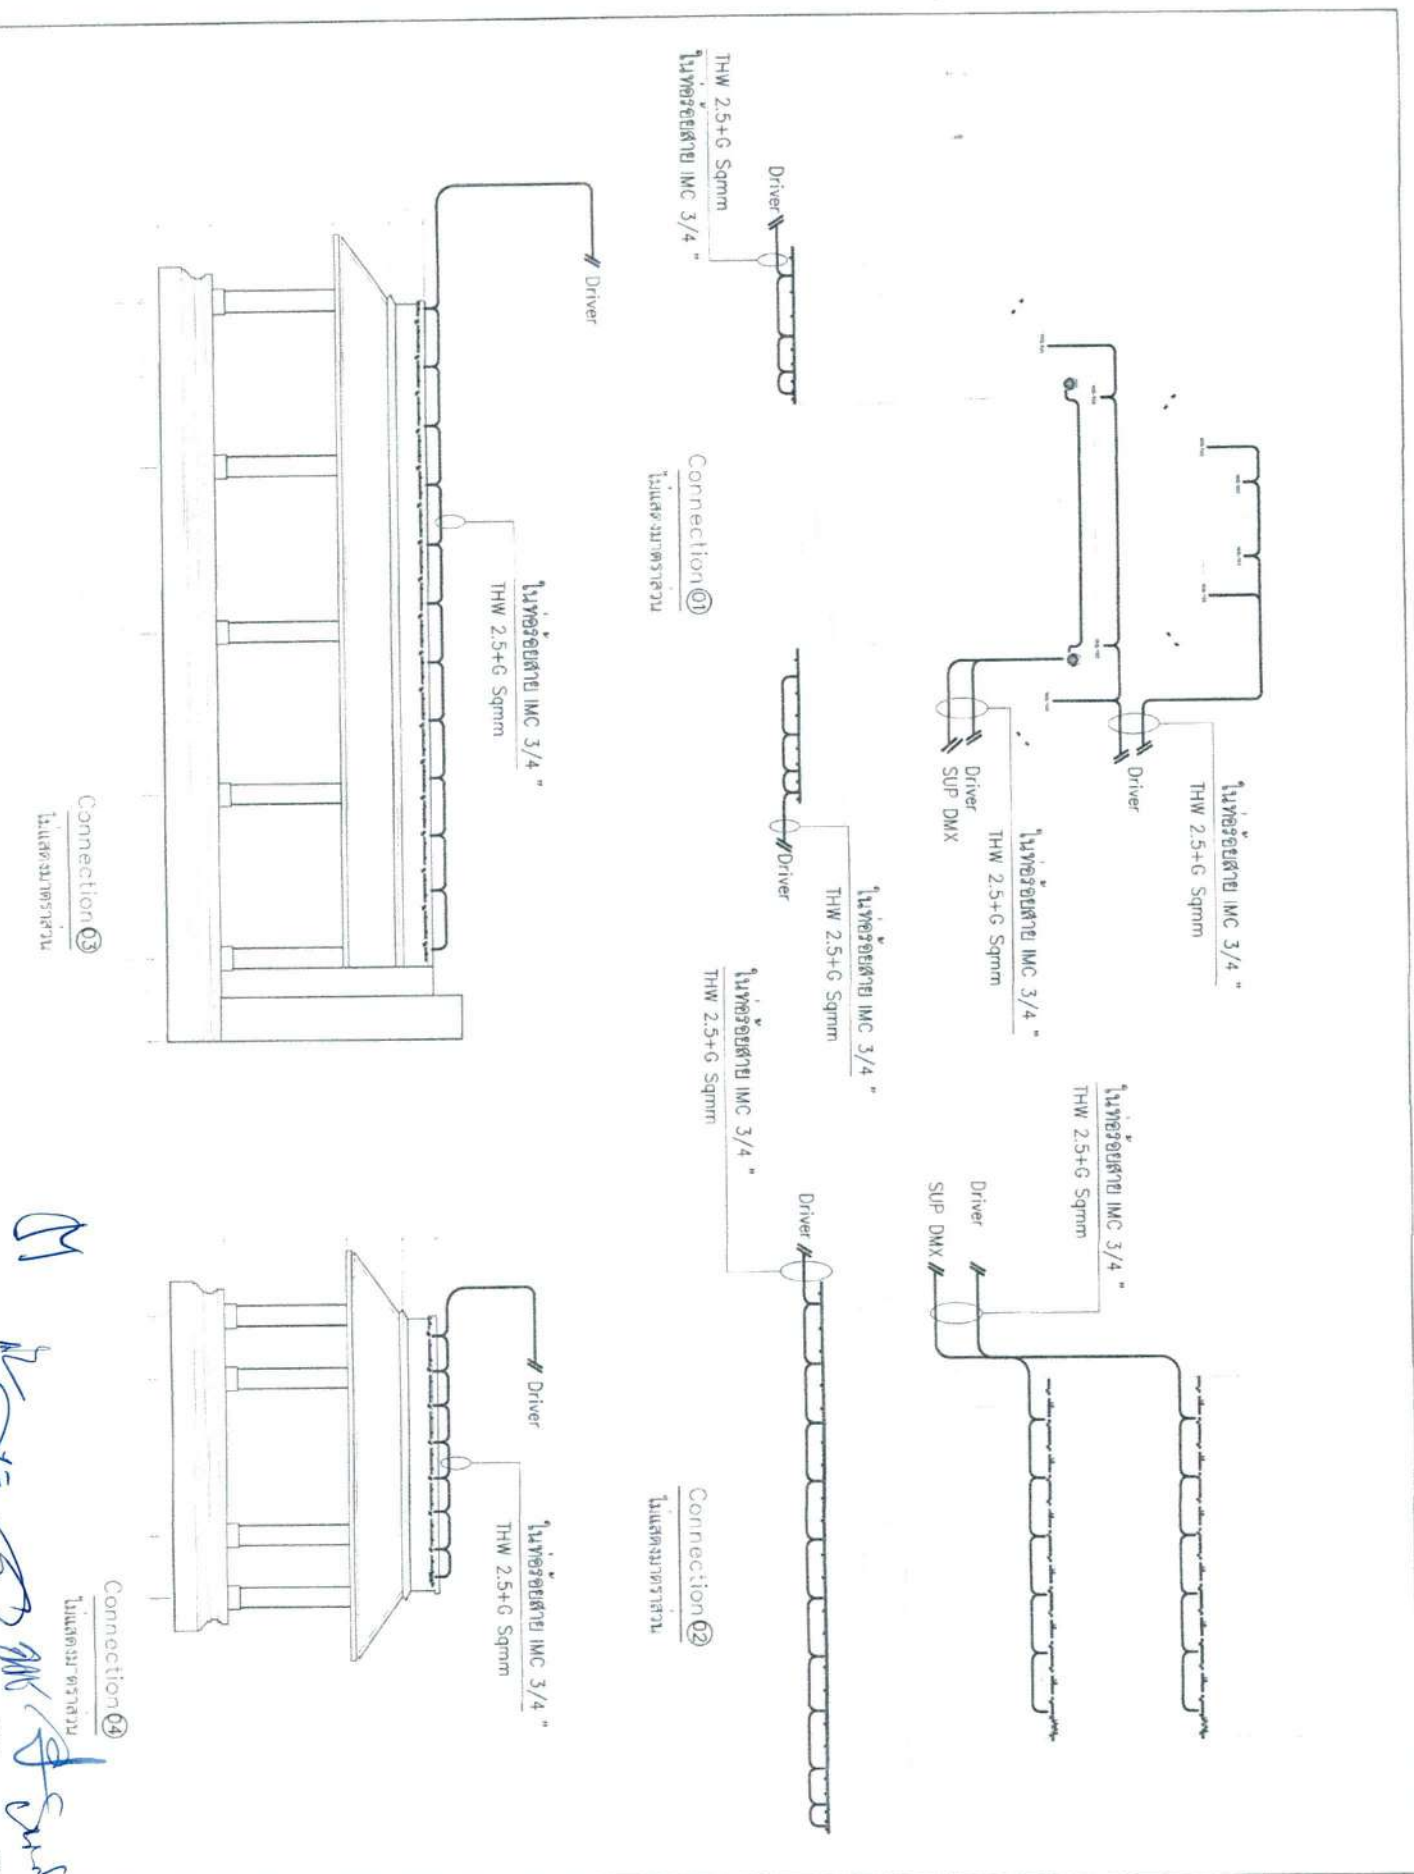 ในท่อร้อยสาย IMC 3/4 "
THW 2.5+G Sqmm
Driver
ในท่อร้อยสาย IMC 3/4 "
THW 2.5+G Sqmm
Driver
SUP DMX
ในท่อร้อยสาย IMC 3/4 "
THW 2.5+G Sqmm
Driver
SUP DMX
THW 2.5+G Sqmm
ในท่อร้อยสาย IMC 3/4 "
Driver
ในท่อร้อยสาย IMC 3/4 "
THW 2.5+G Sqmm
Driver
ในท่อร้อยสาย IMC 3/4 "
THW 2.5+G Sqmm
Driver
Connection 01
ไม่แสดงมาตราส่วน
Connection 02
ไม่แสดงมาตราส่วน
Driver
ในท่อร้อยสาย IMC 3/4 "
THW 2.5+G Sqmm
Connection 03
ไม่แสดงมาตราส่วน
Driver
ในท่อร้อยสาย IMC 3/4 "
THW 2.5+G Sqmm
Connection 04
ไม่แสดงมาตราส่วน